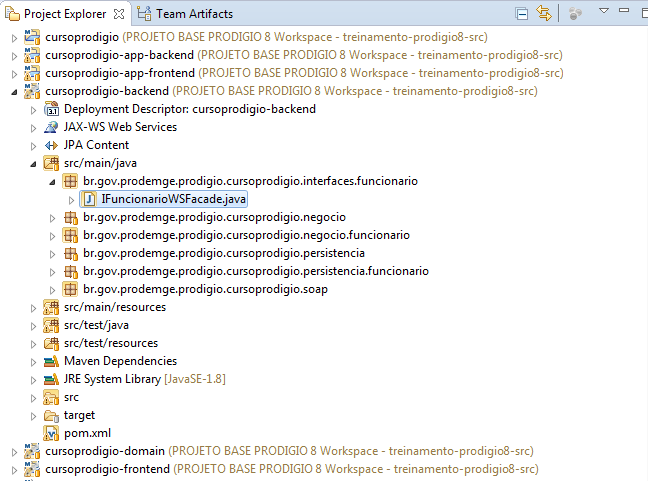 Project Explorer Team Artifacts
cursoprodigio (PROJETO BASE PRODIGIO 8 Workspace - treinamento-prodigio8-src)
cursoprodigio-app-backend (PROJETO BASE PRODIGIO 8 Workspace - treinamento-prodigio8-src)
cursoprodigio-app-frontend (PROJETO BASE PRODIGIO 8 Workspace - treinamento-prodigio8-src)
cursoprodigio-backend (PROJETO BASE PRODIGIO 8 Workspace - treinamento-prodigio8-src)
Deployment Descriptor: cursoprodigio-backend
JAX-WS Web Services
JPA Content
src/main/java
br.gov.prodemge.prodigio.cursoprodigio.interfaces.funcionario
IFuncionarioWSFacade.java
br.gov.prodemge.prodigio.cursoprodigio.negocio
br.gov.prodemge.prodigio.cursoprodigio.negocio.funcionario
br.gov.prodemge.prodigio.cursoprodigio.persistencia
br.gov.prodemge.prodigio.cursoprodigio.persistencia.funcionario
br.gov.prodemge.prodigio.cursoprodigio.soap
src/main/resources
src/test/java
src/test/resources
Maven Dependencies
JRE System Library [JavaSE-1.8]
src
target
pom.xml
cursoprodigio-domain (PROJETO BASE PRODIGIO 8 Workspace - treinamento-prodigio8-src)
cursoprodigio-frontend (PROJETO BASE PRODIGIO 8 Workspace - treinamento-prodigio8-src)